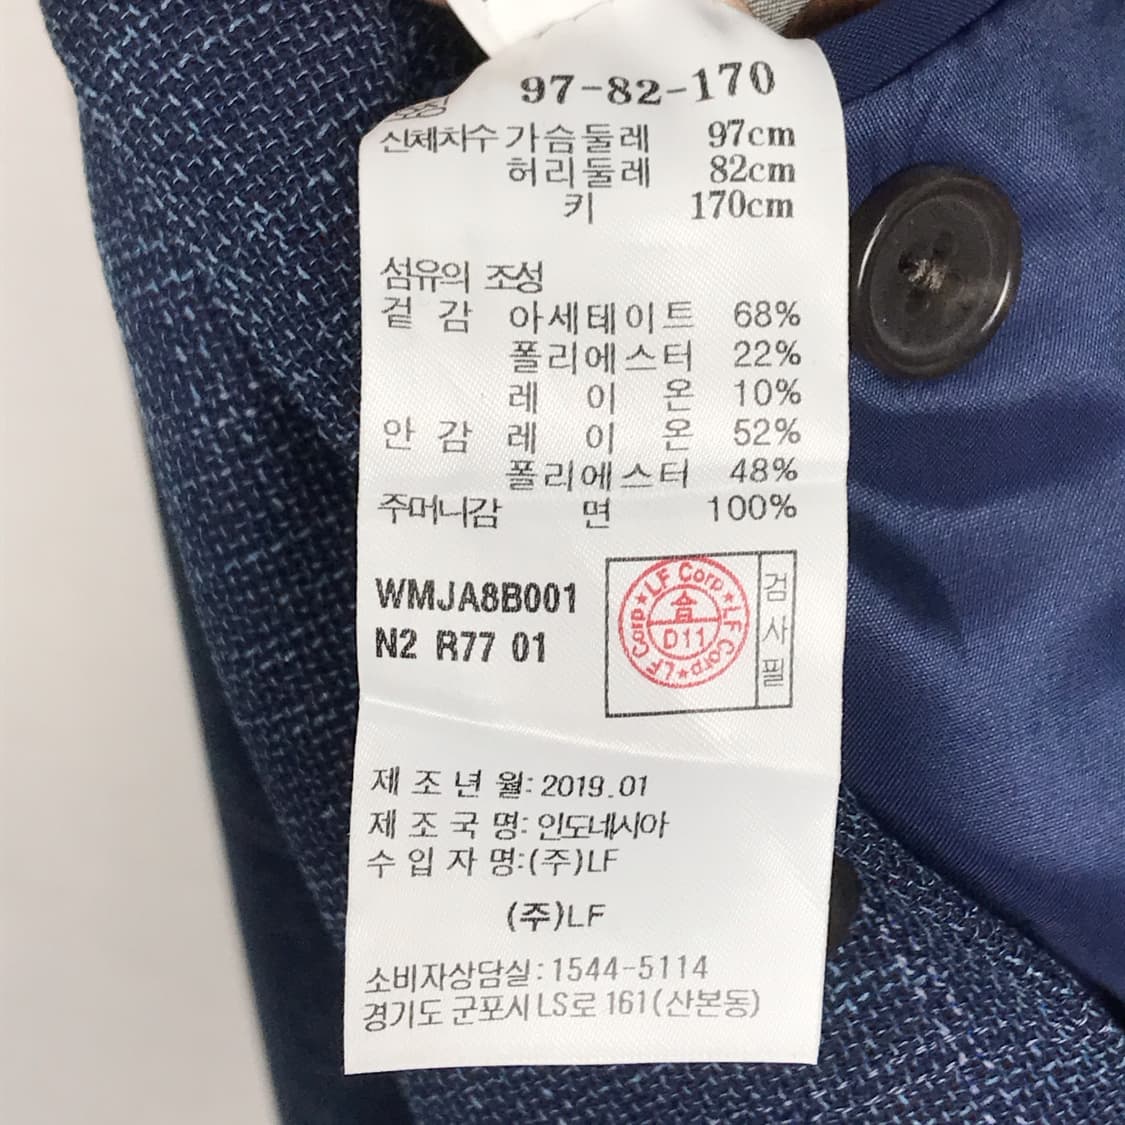 97-82-170
신체치수 가슴둘레 97cm
허리둘레 82cm
키 170cm
섬유의 조성
겉 감 아세테이트 68%
폴리에스터 22%
레 이 온 10%
안 감 레 이 온 52%
폴리에스터 48%
주머니감 면 100%
WMJA8B001
N2 R77 01
LF Corp★LF Corp★LF Corp★
合
D11
검사필
제 조 년 월: 2019.01
제 조 국 명: 인도네시아
수 입 자 명:(주)LF
(주)LF
소비자상담실:1544-5114
경기도 군포시 LS로 161(산본동)